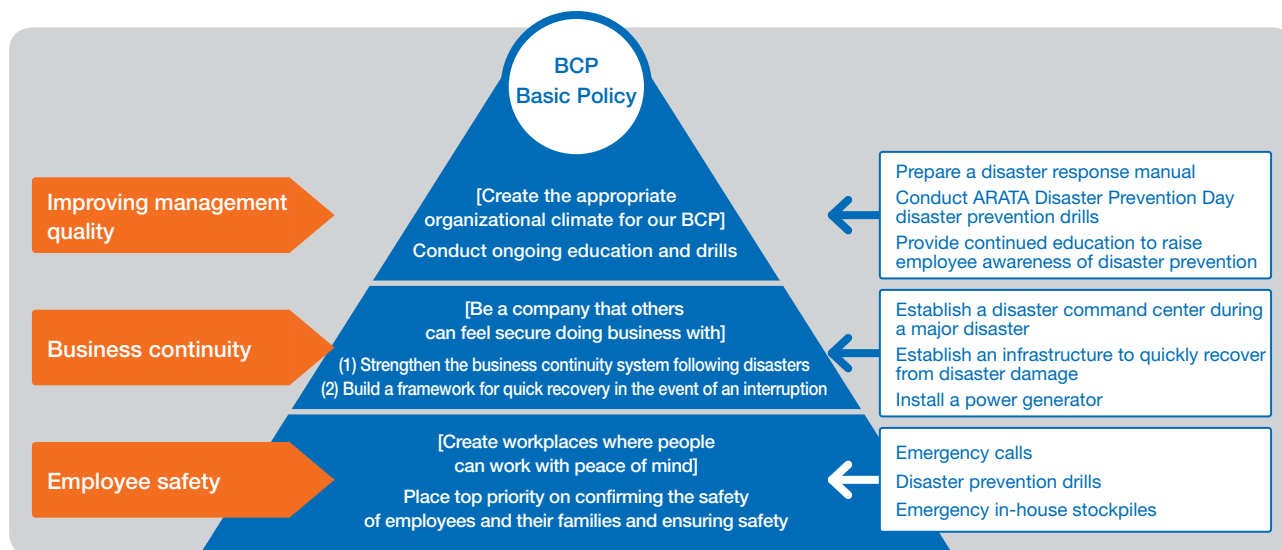 BCP
Basic Policy
Improving management
quality
[Create the appropriate
organizational climate for our BCP]
Conduct ongoing education and drills
Prepare a disaster response manual
Conduct ARATA Disaster Prevention Day
disaster prevention drills
Provide continued education to raise
employee awareness of disaster prevention
Business continuity
[Be a company that others
can feel secure doing business with]
(1) Strengthen the business continuity system following disasters
(2) Build a framework for quick recovery in the event of an interruption
Establish a disaster command center during
a major disaster
Establish an infrastructure to quickly recover
from disaster damage
Install a power generator
Employee safety
[Create workplaces where people
can work with peace of mind]
Place top priority on confirming the safety
of employees and their families and ensuring safety
Emergency calls
Disaster prevention drills
Emergency in-house stockpiles